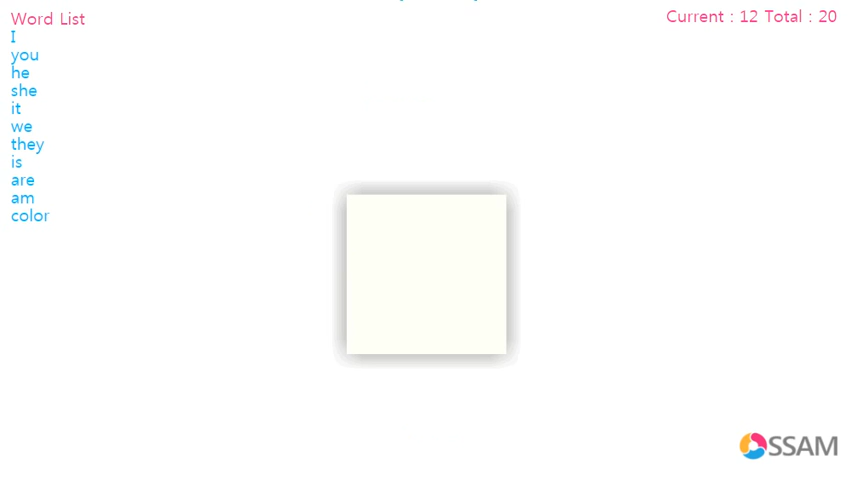 Word List
Current : 12 Total : 20
I
you
he
she
it
we
they
is
are
am
color
SSAM